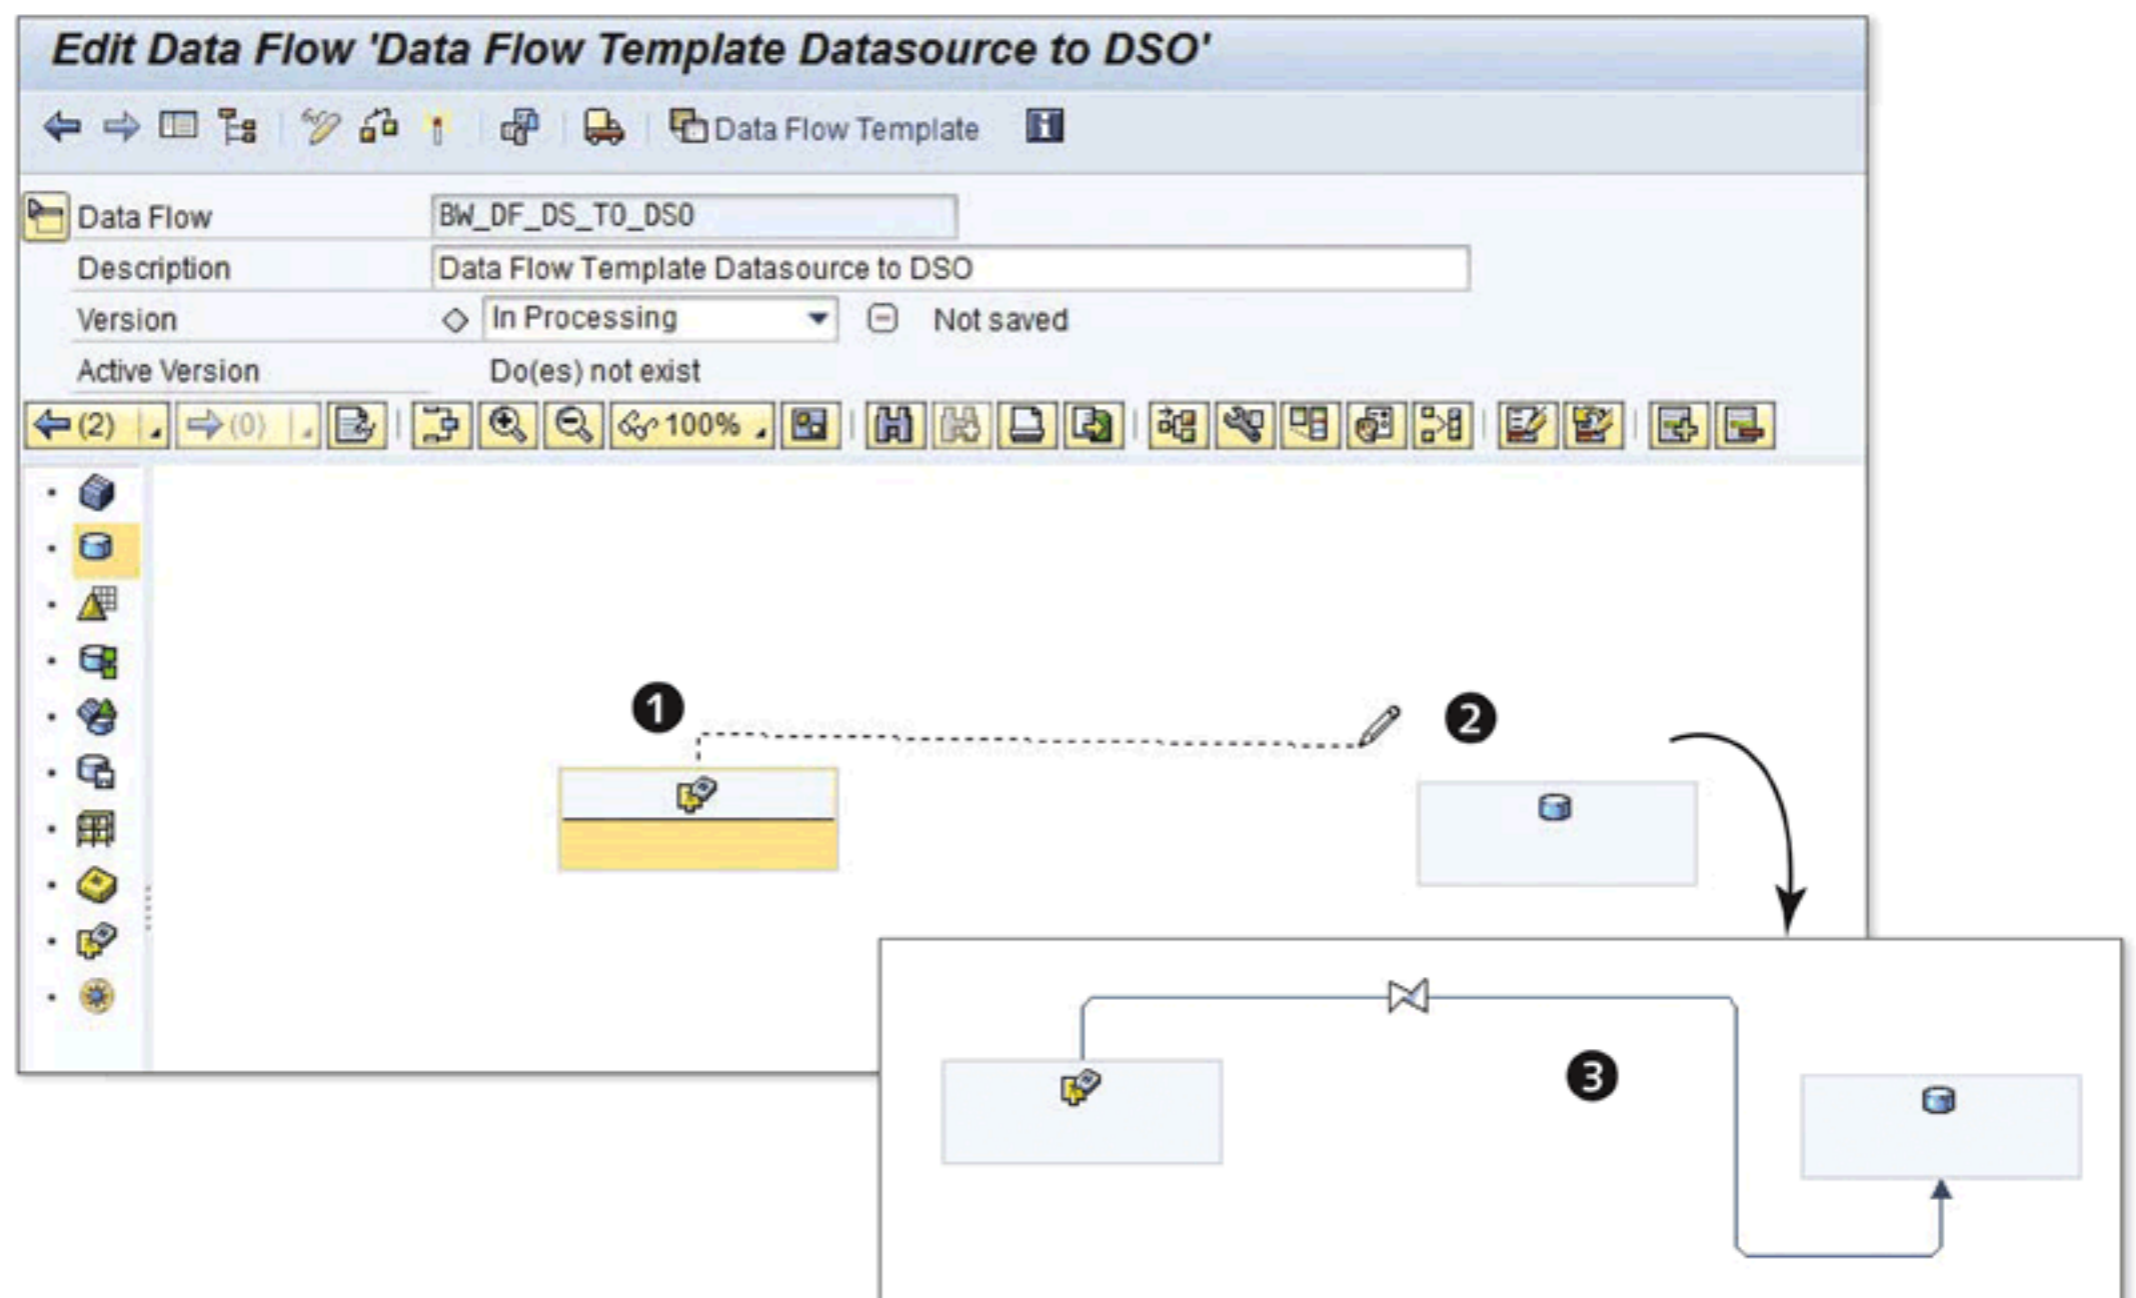 Edit Data Flow 'Data Flow Template Datasource to DSO'
Data Flow Template
Data Flow BW_DF_DS_TO_DSO
Description Data Flow Template Datasource to DSO
Version In Processing Not saved
Active Version Do(es) not exist
(2) (0) 100%
1 2
3